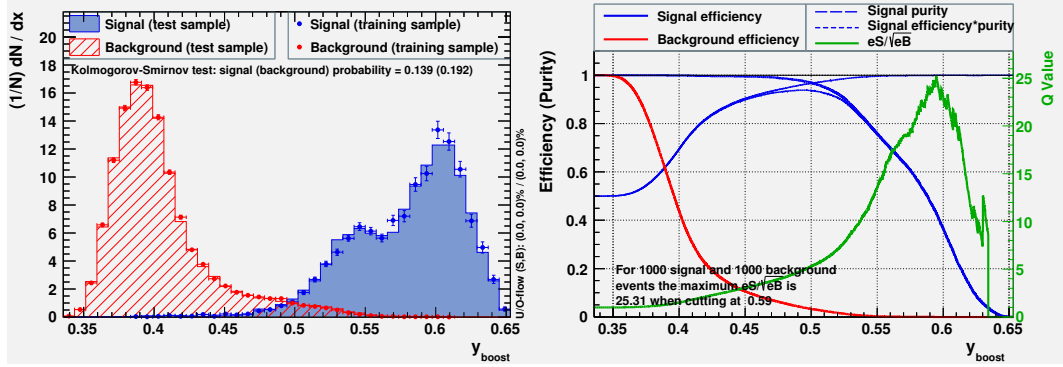 Signal (test sample)
Background (test sample)
Signal (training sample)
Background (training sample)
Kolmogorov-Smirnov test: signal (background) probability = 0.139 (0.192)
(1/N) dN / dx
20
18
16
14
12
10
8
6
4
2
0
0.35
0.4
0.45
0.5
0.55
0.6
0.65
y_boost
U/O-flow (S,B): (0.0, 0.0)% / (0.0, 0.0)%
Signal efficiency
Background efficiency
Signal purity
Signal efficiency*purity
eS/√eB
Efficiency (Purity)
1
0.8
0.6
0.4
0.2
0
For 1000 signal and 1000 background
events the maximum eS/√eB is
25.31 when cutting at 0.59
0.35
0.4
0.45
0.5
0.55
0.6
0.65
y_boost
25
20
15
10
5
0
Q Value